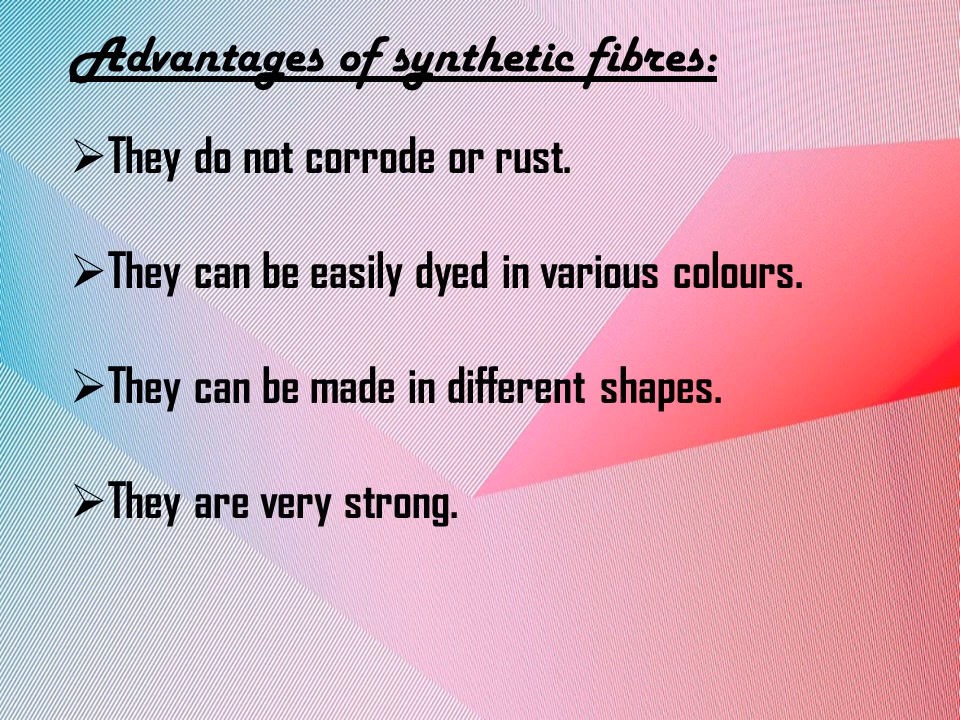 Advantages of synthetic fibres:
➢They do not corrode or rust.
➢They can be easily dyed in various colours.
➢They can be made in different shapes.
➢They are very strong.